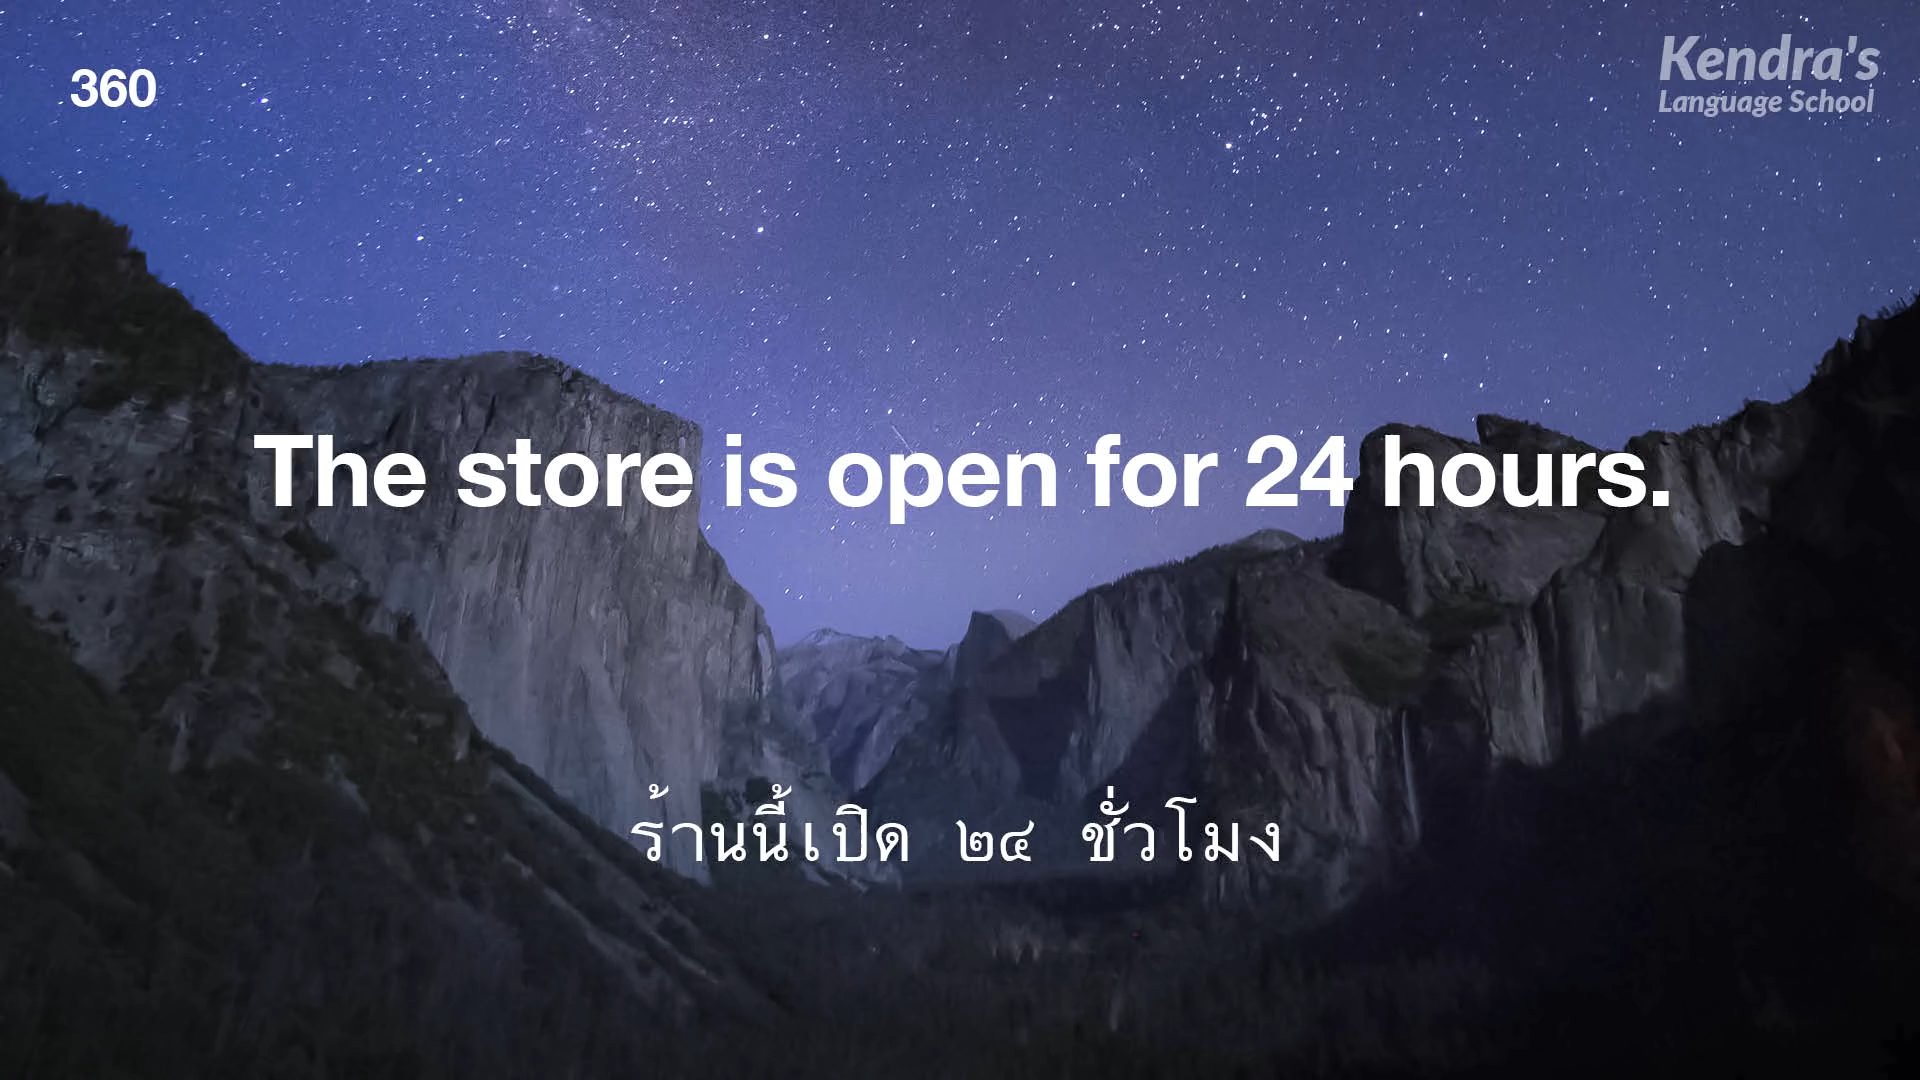 360
Kendra's
Language School
The store is open for 24 hours.
ร้านนี้เปิด ๒๔ ชั่วโมง